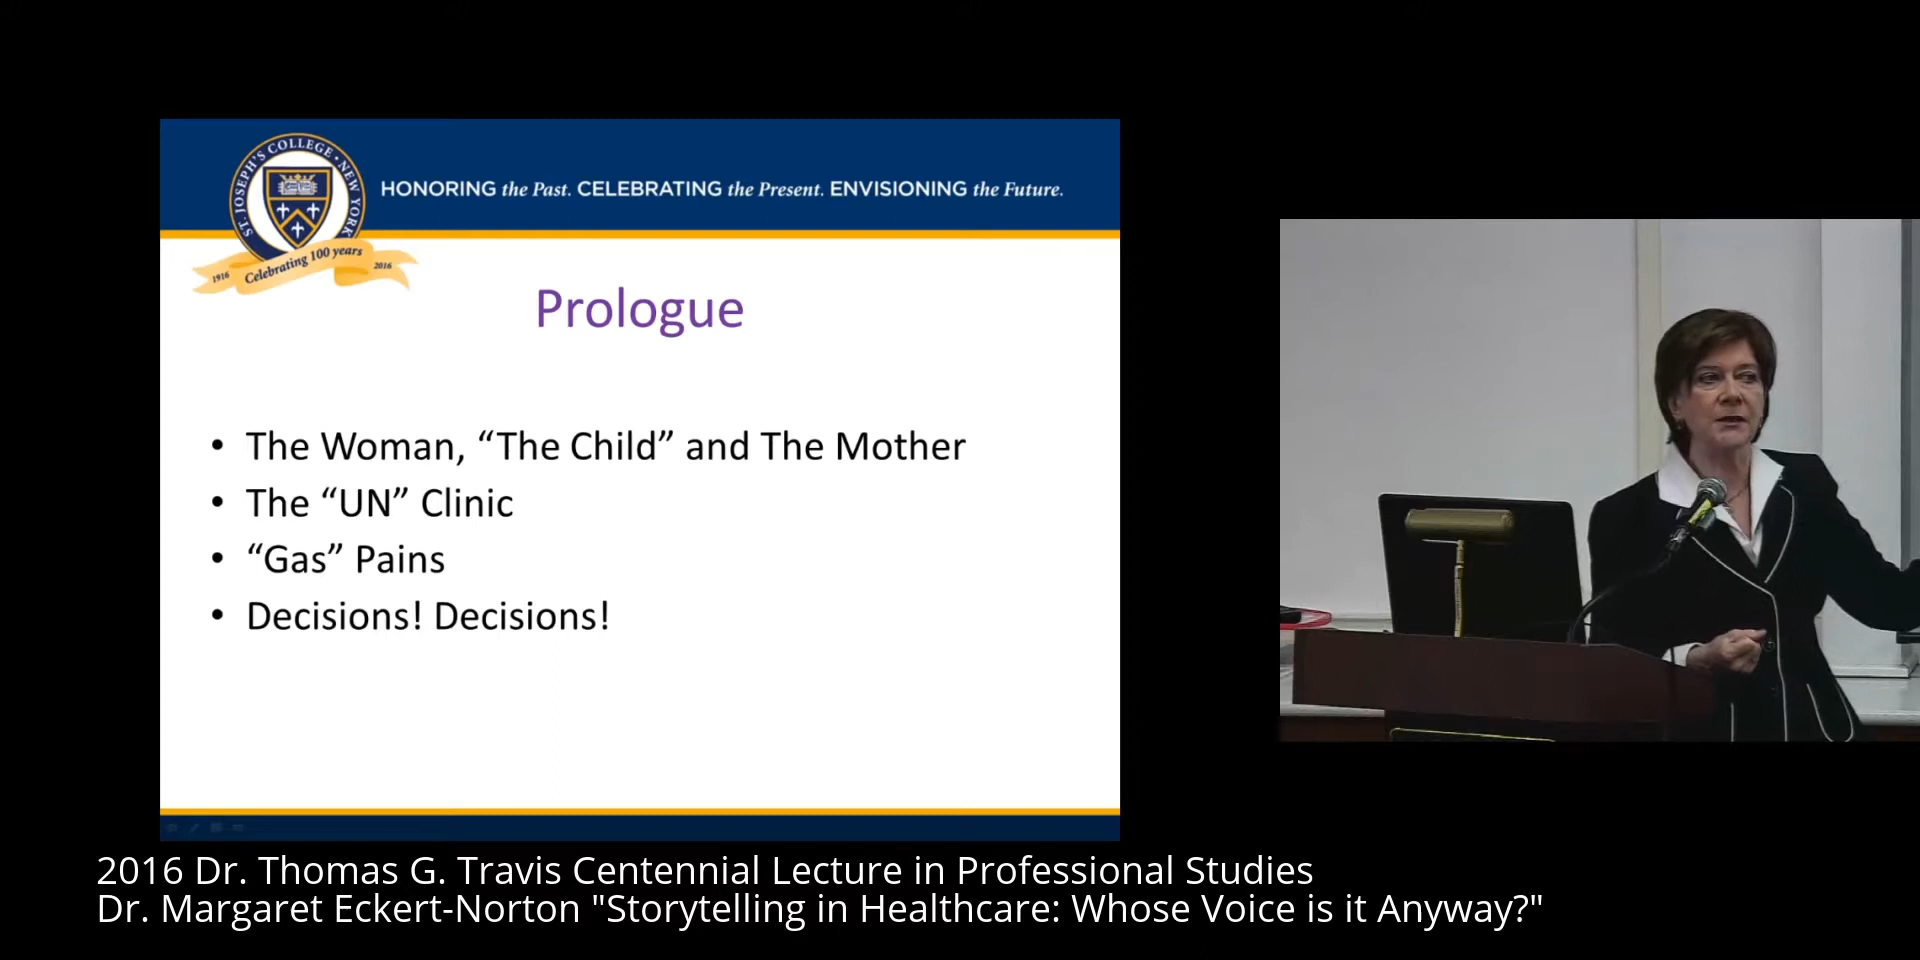 ST. JOSEPH'S COLLEGE • NEW YORK
HONORING the Past. CELEBRATING the Present. ENVISIONING the Future.
1916 Celebrating 100 years 2016
Prologue
• The Woman, “The Child” and The Mother
• The “UN” Clinic
• “Gas” Pains
• Decisions! Decisions!
2016 Dr. Thomas G. Travis Centennial Lecture in Professional Studies
Dr. Margaret Eckert-Norton "Storytelling in Healthcare: Whose Voice is it Anyway?"